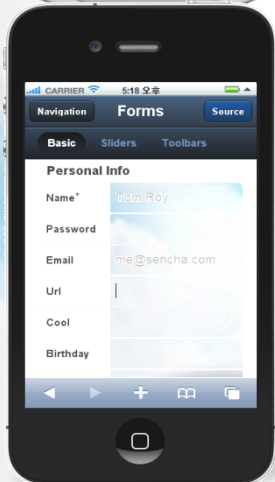 CARRIER 5:18 오후
Navigation Forms Source
Basic Sliders Toolbars
Personal Info
Name* Tom Roy
Password
Email me@sencha.com
Url
Cool
Birthday